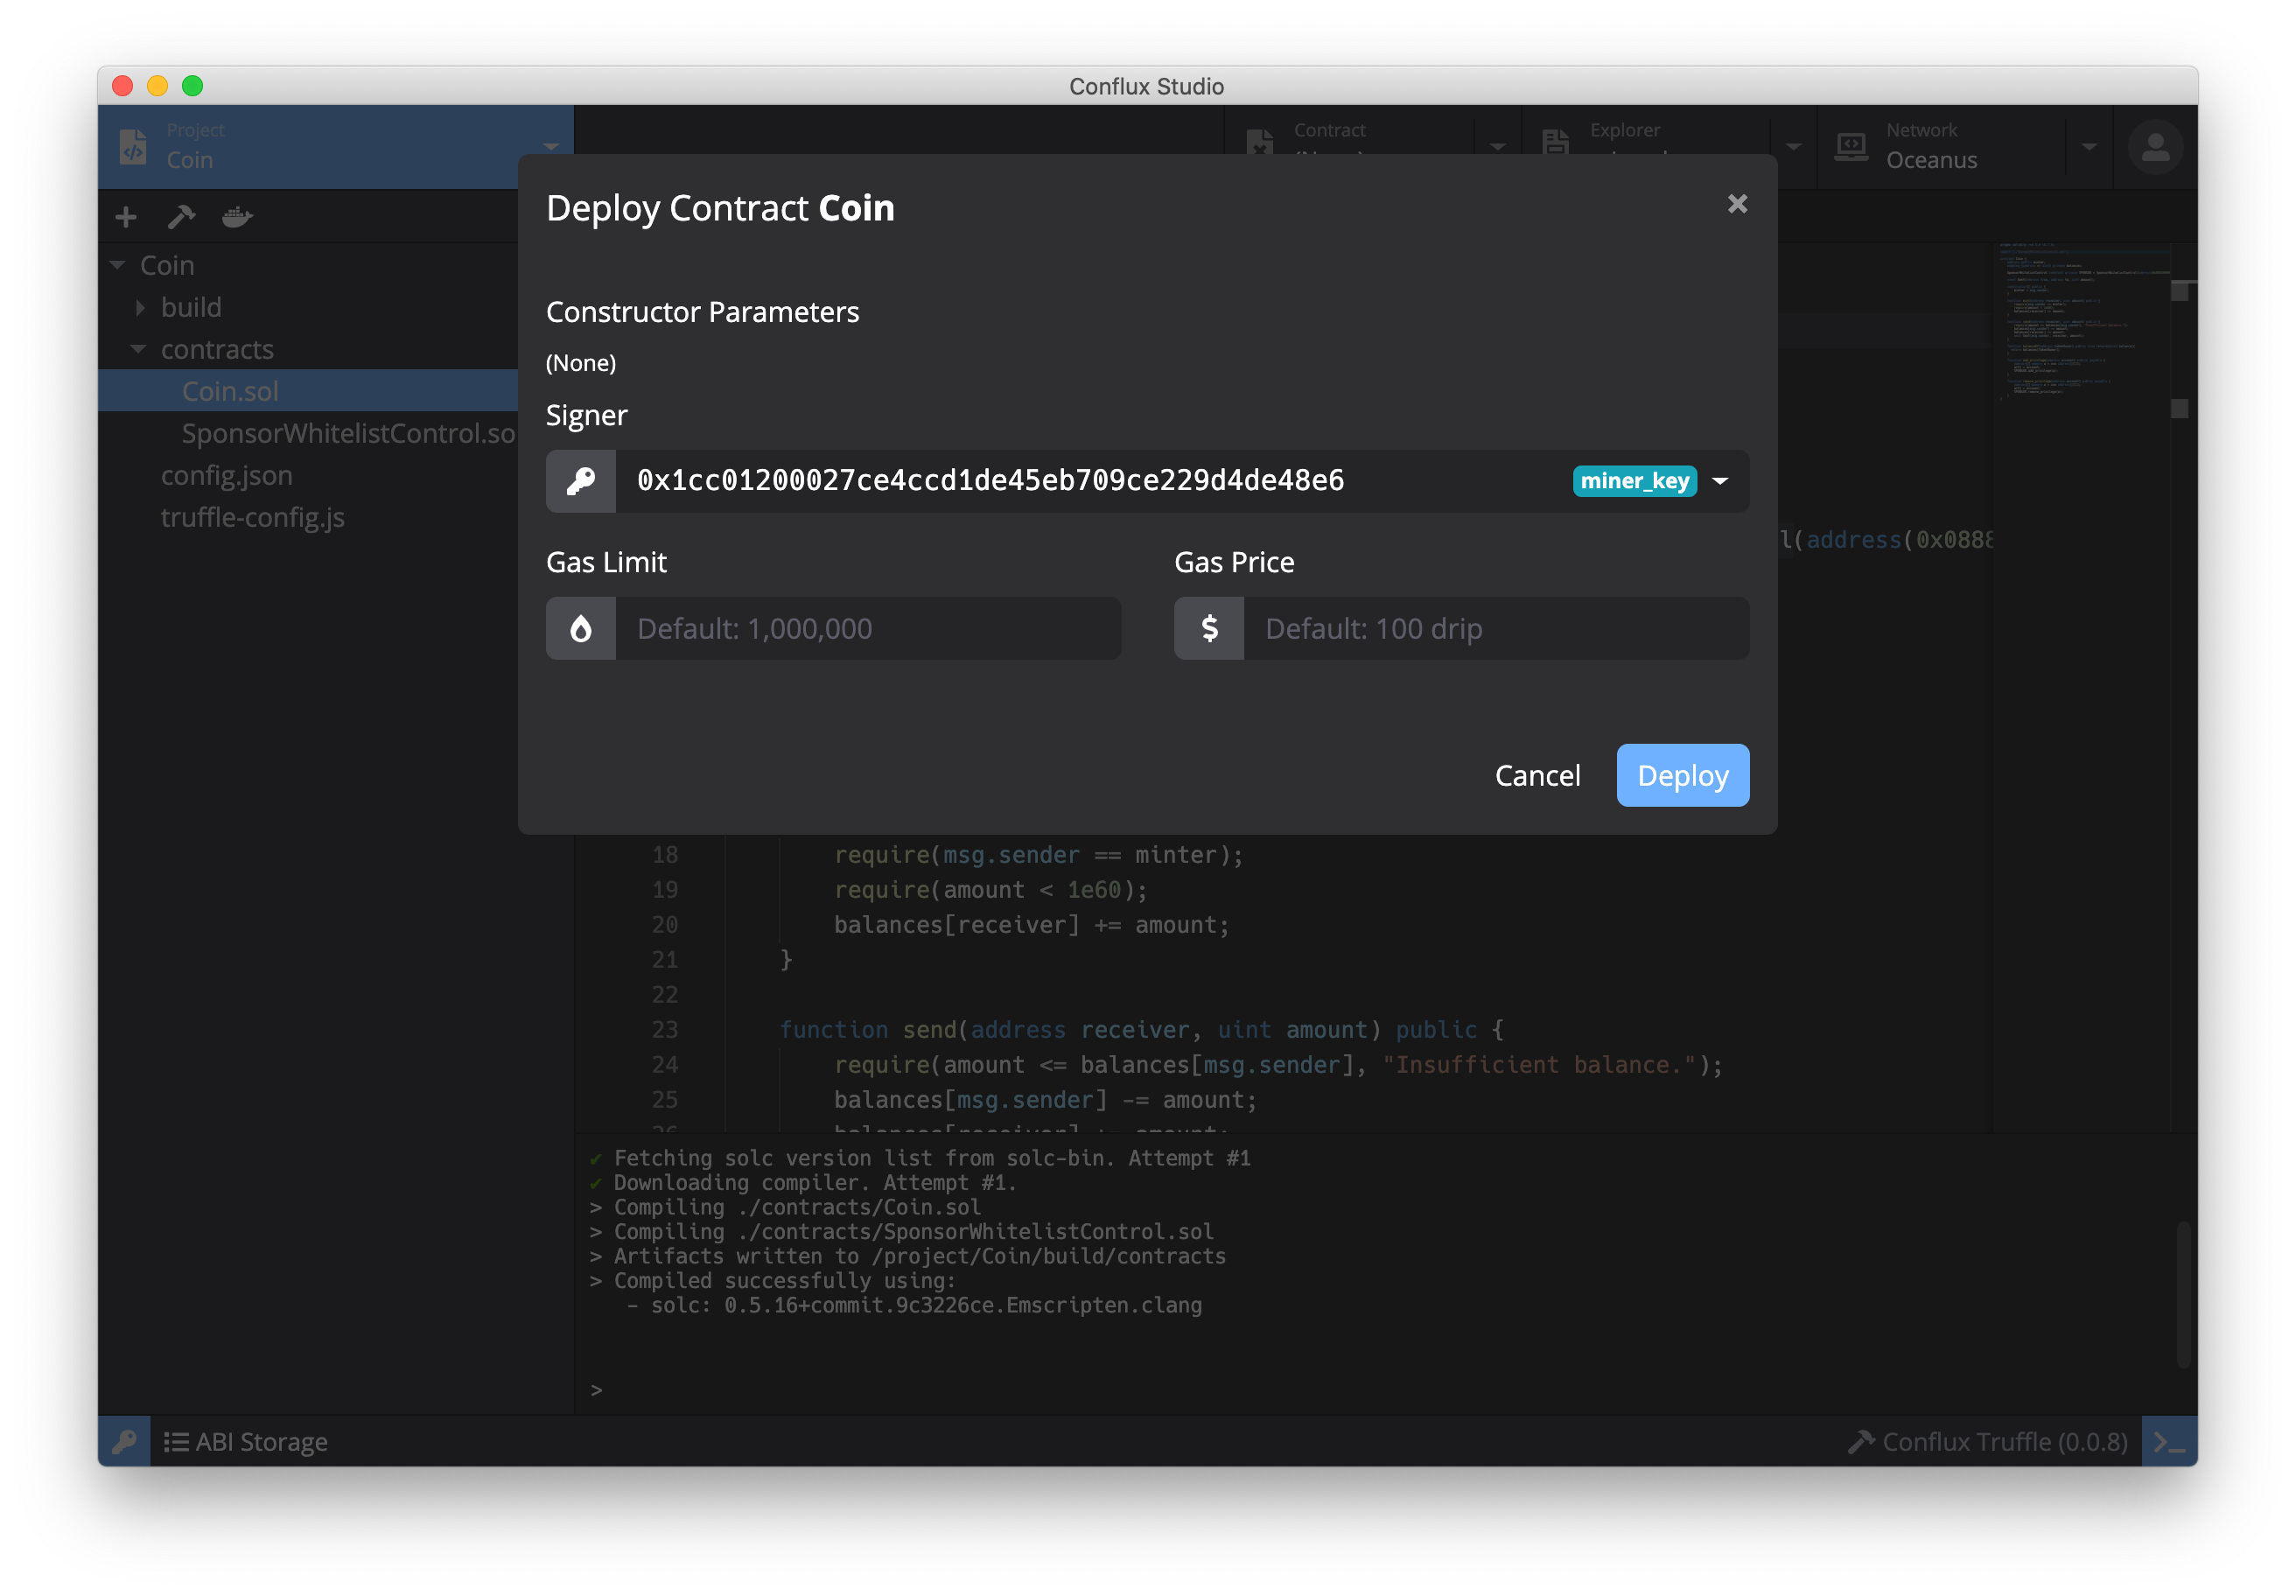 Conflux Studio
Project
Coin
Contract
Explorer
Network
Oceanus
Coin
build
contracts
Coin.sol
SponsorWhitelistControl.so
config.json
truffle-config.js
Deploy Contract Coin
Constructor Parameters
(None)
Signer
0x1cc01200027ce4ccd1de45eb709ce229d4de48e6
miner_key
Gas Limit
Gas Price
Default: 1,000,000
$ Default: 100 drip
Cancel
Deploy
l(address(0x0888
18 require(msg.sender == minter);
19 require(amount < 1e60);
20 balances[receiver] += amount;
21 }
22
23 function send(address receiver, uint amount) public {
24 require(amount <= balances[msg.sender], "Insufficient balance.");
25 balances[msg.sender] -= amount;
✔ Fetching solc version list from solc-bin. Attempt #1
✔ Downloading compiler. Attempt #1.
> Compiling ./contracts/Coin.sol
> Compiling ./contracts/SponsorWhitelistControl.sol
> Artifacts written to /project/Coin/build/contracts
> Compiled successfully using:
- solc: 0.5.16+commit.9c3226ce.Emscripten.clang
>
ABI Storage
Conflux Truffle (0.0.8)